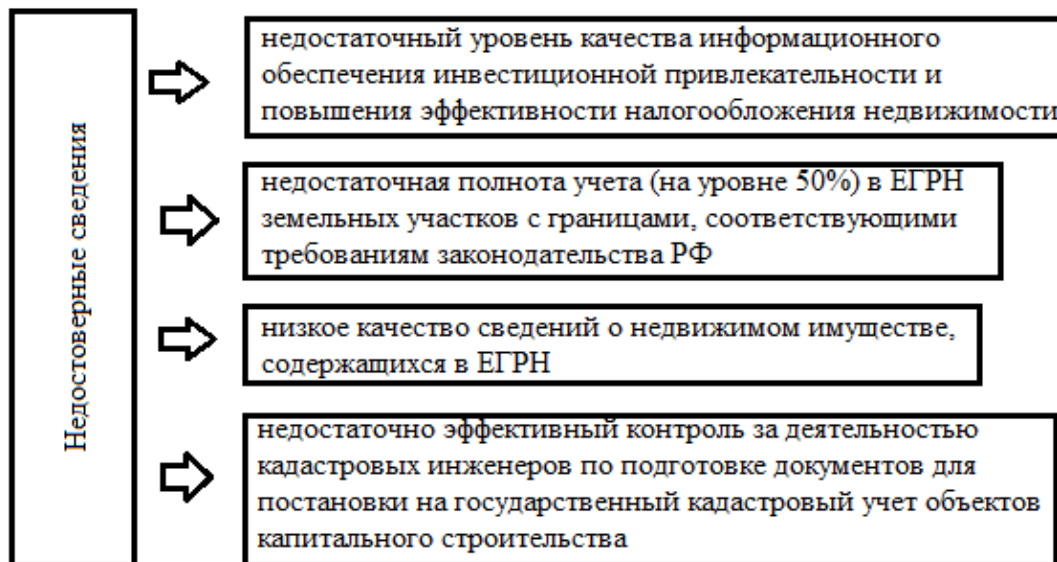 Недостоверные сведения
недостаточный уровень качества информационного
обеспечения инвестиционной привлекательности и
повышения эффективности налогообложения недвижимости
недостаточная полнота учета (на уровне 50%) в ЕГРН
земельных участков с границами, соответствующими
требованиям законодательства РФ
низкое качество сведений о недвижимом имуществе,
содержащихся в ЕГРН
недостаточно эффективный контроль за деятельностью
кадастровых инженеров по подготовке документов для
постановки на государственный кадастровый учет объектов
капитального строительства